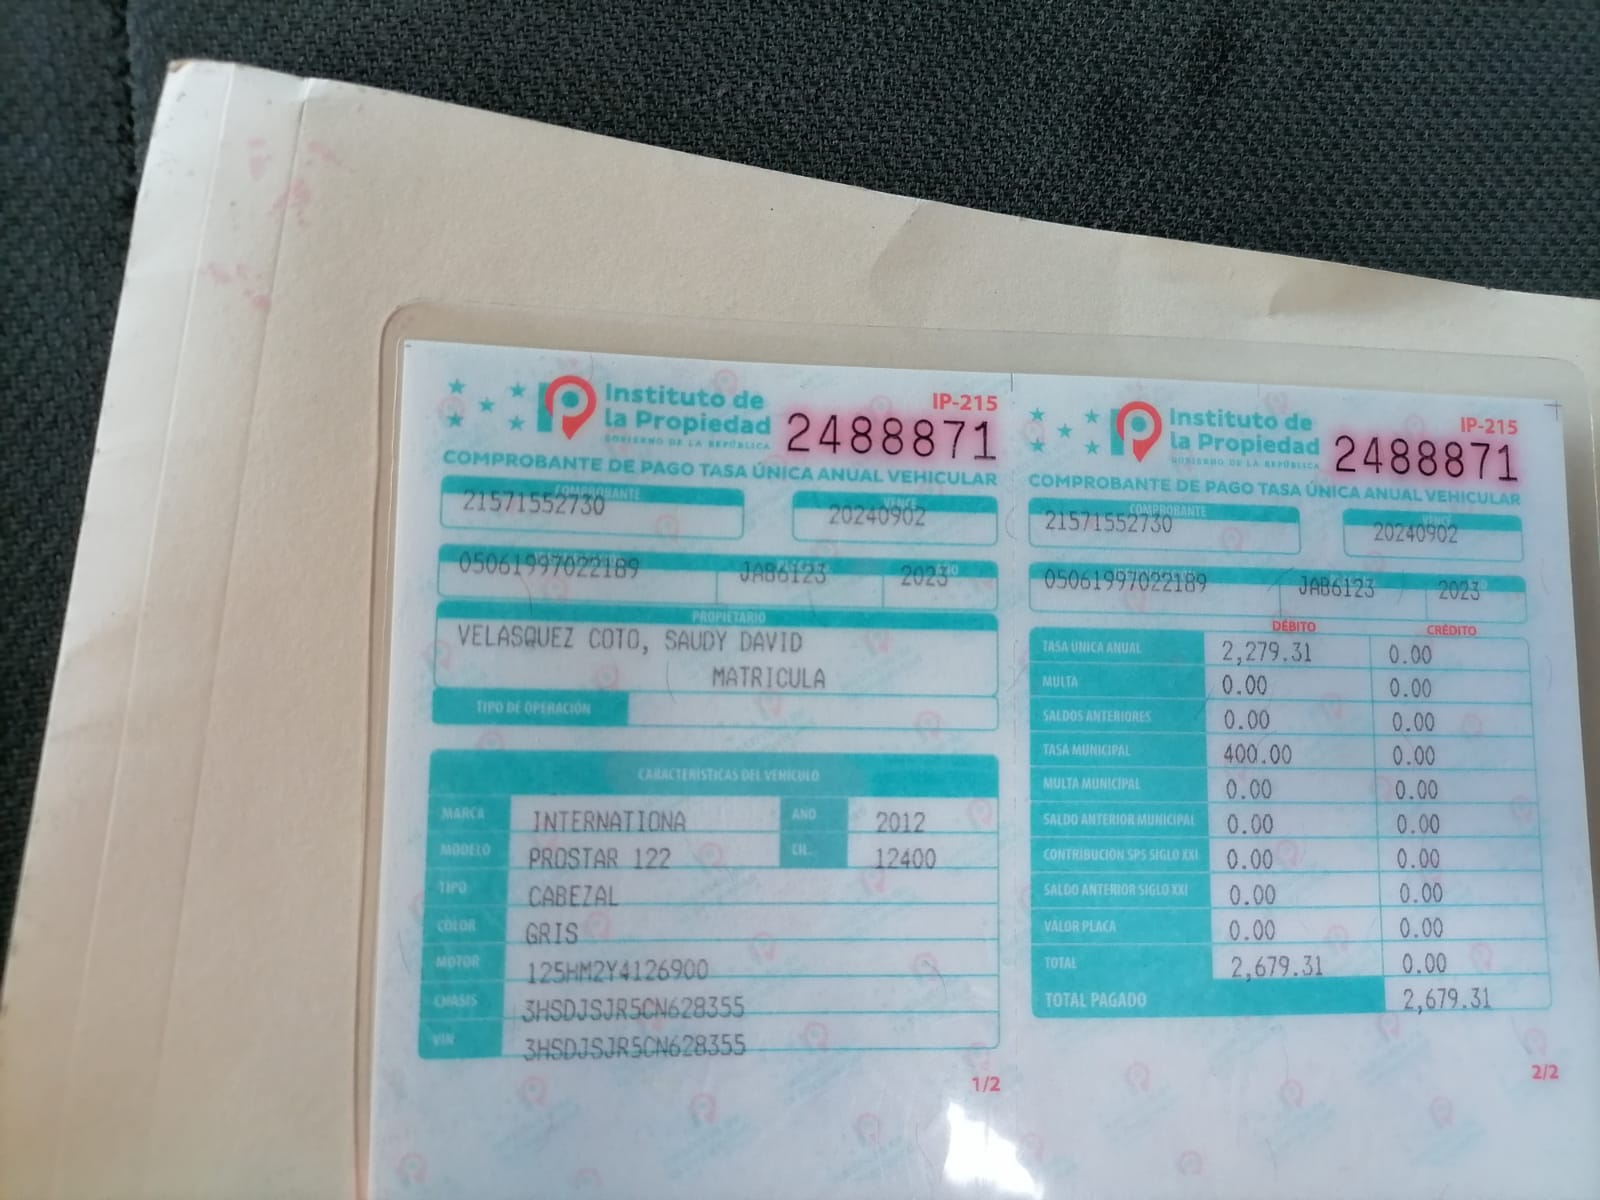 Instituto de
la Propiedad
GOBIERNO DE LA REPÚBLICA
IP-215
2488871
COMPROBANTE DE PAGO TASA ÚNICA ANUAL VEHICULAR
COMPROBANTE
21571552730
VENCE
20240902
05061997022189 JAB6123 2023
PROPIETARIO
VELASQUEZ COTO, SAUDY DAVID
MATRICULA
TIPO DE OPERACIÓN
CARACTERÍSTICAS DEL VEHÍCULO
MARCA INTERNATIONA AÑO 2012
MODELO PROSTAR 122 CIL. 12400
TIPO CABEZAL
COLOR GRIS
MOTOR 125HM2Y4126900
CHASIS 3HSDJSJR5CN628355
VIN 3HSDJSJR5CN628355
1/2
Instituto de
la Propiedad
GOBIERNO DE LA REPÚBLICA
IP-215
2488871
COMPROBANTE DE PAGO TASA ÚNICA ANUAL VEHICULAR
COMPROBANTE
21571552730
20240902
05061997022189 JAB6123 2023
DÉBITO CRÉDITO
TASA ÚNICA ANUAL 2,279.31 0.00
MULTA 0.00 0.00
SALDOS ANTERIORES 0.00 0.00
TASA MUNICIPAL 400.00 0.00
MULTA MUNICIPAL 0.00 0.00
SALDO ANTERIOR MUNICIPAL 0.00 0.00
CONTRIBUCION SPS SIGLO XXI 0.00 0.00
SALDO ANTERIOR SIGLO XXI 0.00 0.00
VALOR PLACA 0.00 0.00
TOTAL 2,679.31 0.00
TOTAL PAGADO 2,679.31
2/2